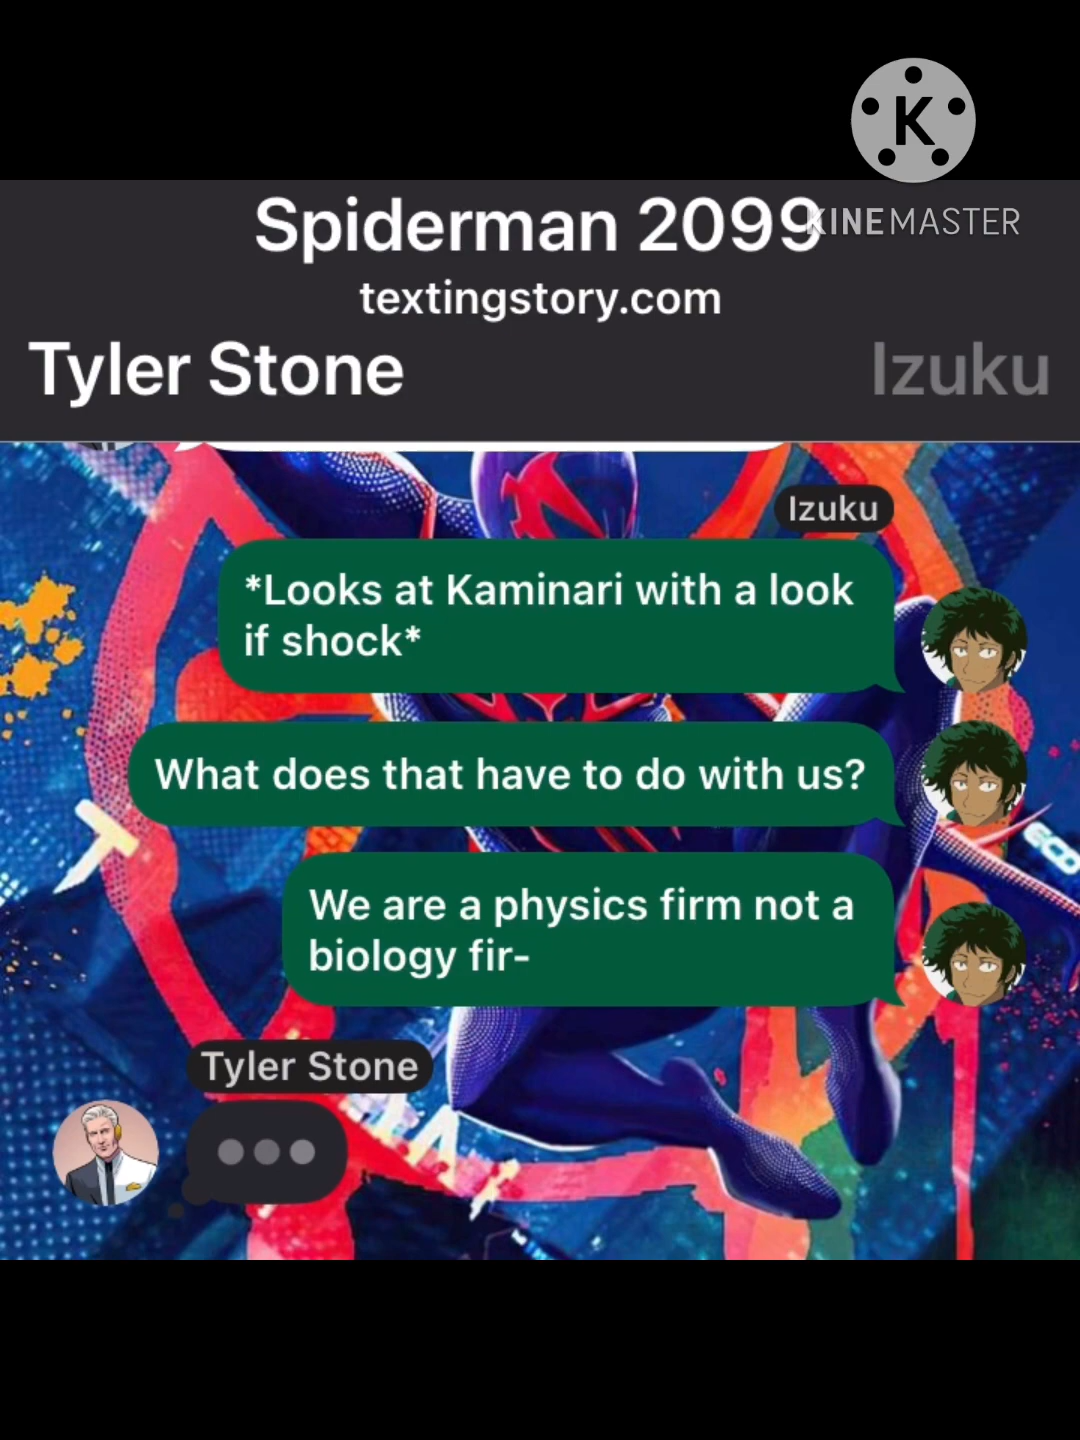 K
KINEMASTER
Spiderman 2099
textingstory.com
Tyler Stone
Izuku
Izuku
*Looks at Kaminari with a look
if shock*
What does that have to do with us?
We are a physics firm not a
biology fir-
Tyler Stone